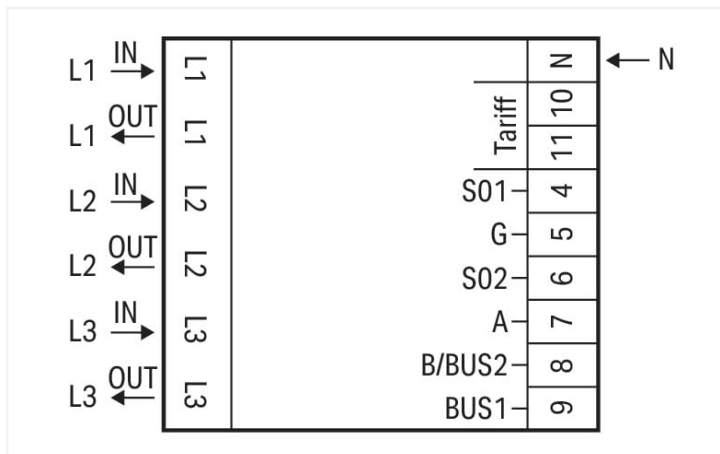 L1 IN L1
L1 OUT L1
L2 IN L2
L2 OUT L2
L3 IN L3
L3 OUT L3
N N
Tariff 10
11
S01 4
G 5
S02 6
A 7
B/BUS2 8
BUS1 9